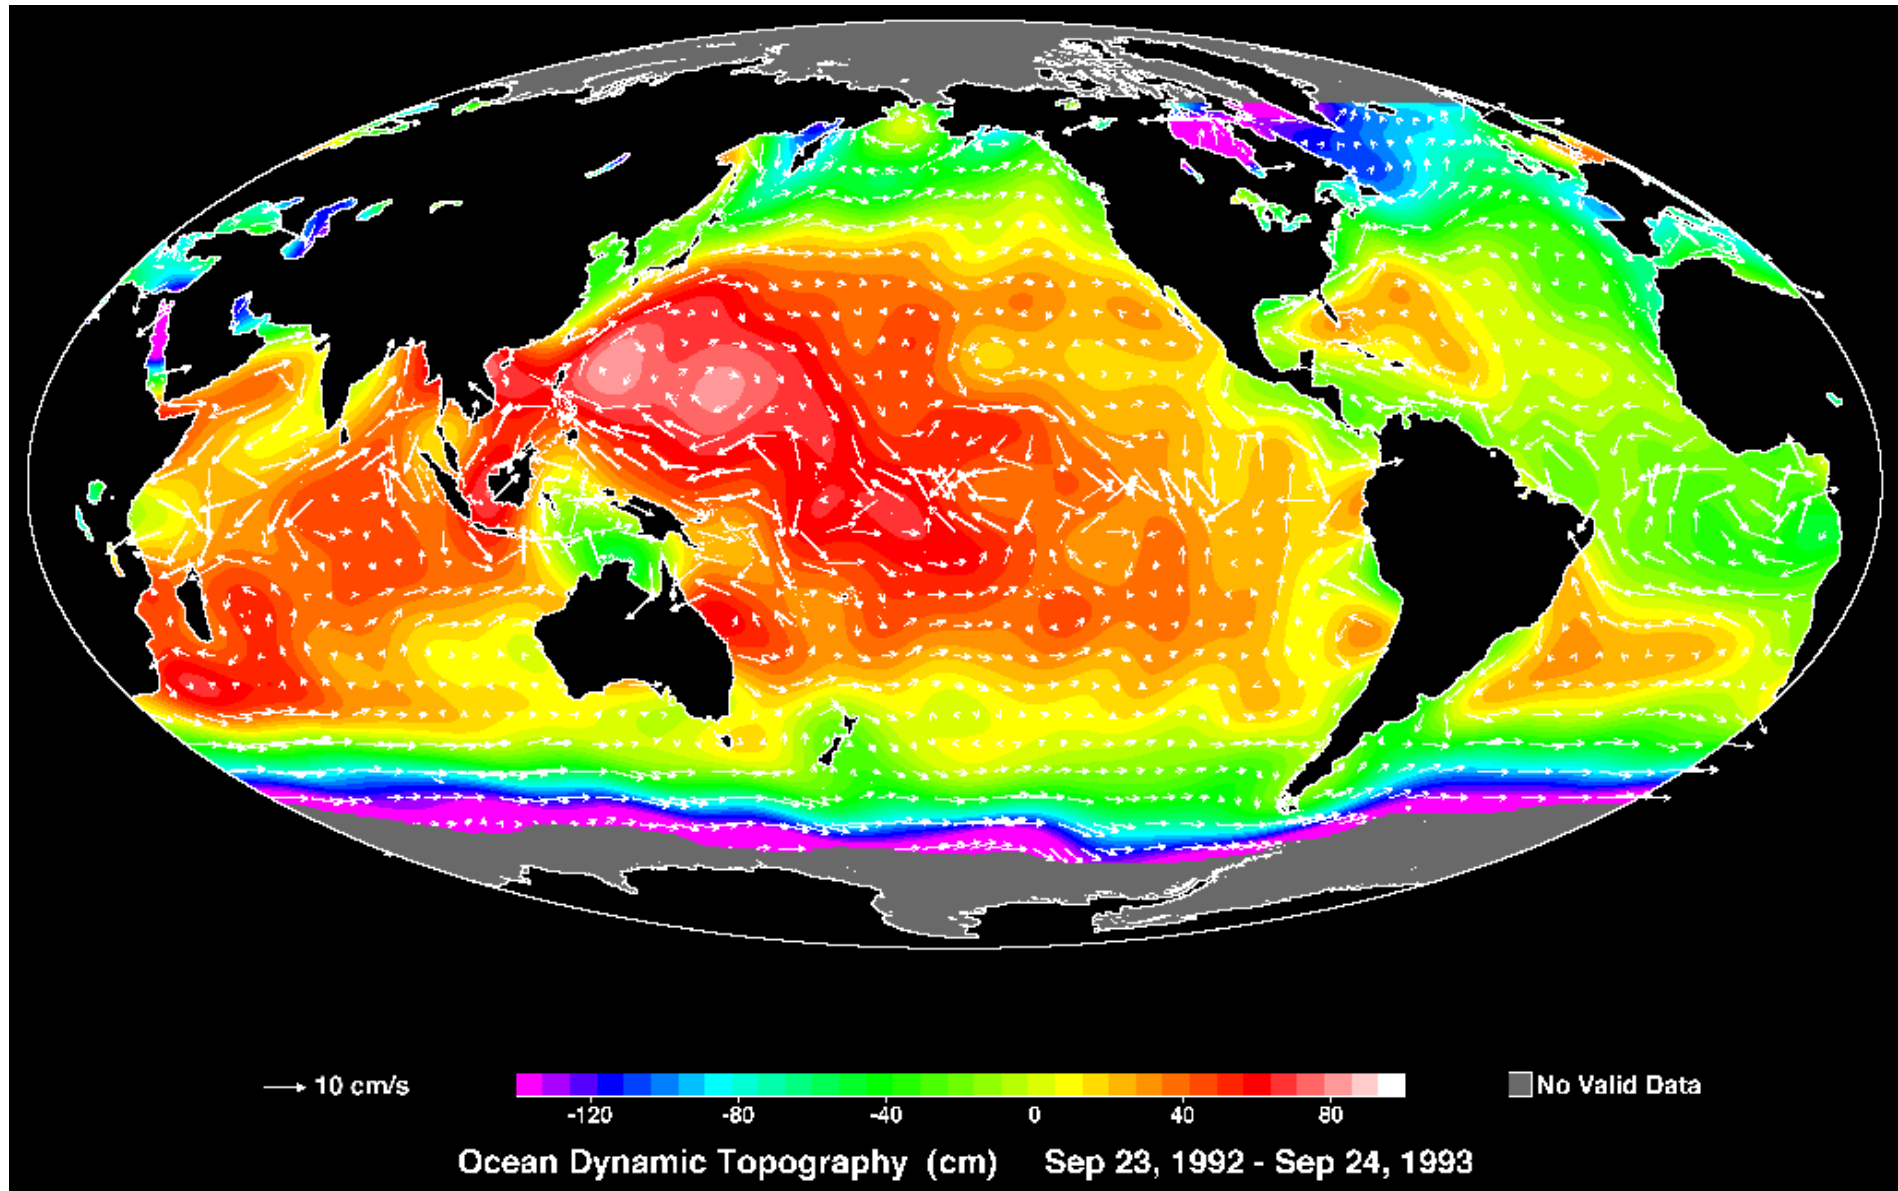 10 cm/s
-120 -80 -40 0 40 80
No Valid Data
Ocean Dynamic Topography (cm) Sep 23, 1992 - Sep 24, 1993